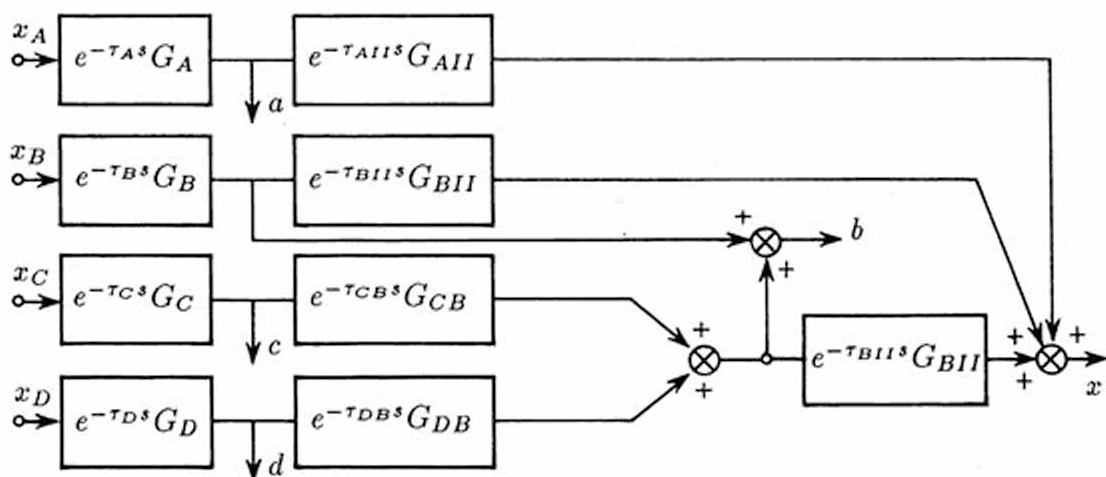 x_A
e^{-τ_A s} G_A
e^{-τ_{AII} s} G_{AII}
a
x_B
e^{-τ_B s} G_B
e^{-τ_{BII} s} G_{BII}
+
b
+
x_C
e^{-τ_C s} G_C
e^{-τ_{CB} s} G_{CB}
c
+
+
e^{-τ_{BII} s} G_{BII}
+
+
+
x
x_D
e^{-τ_D s} G_D
e^{-τ_{DB} s} G_{DB}
d